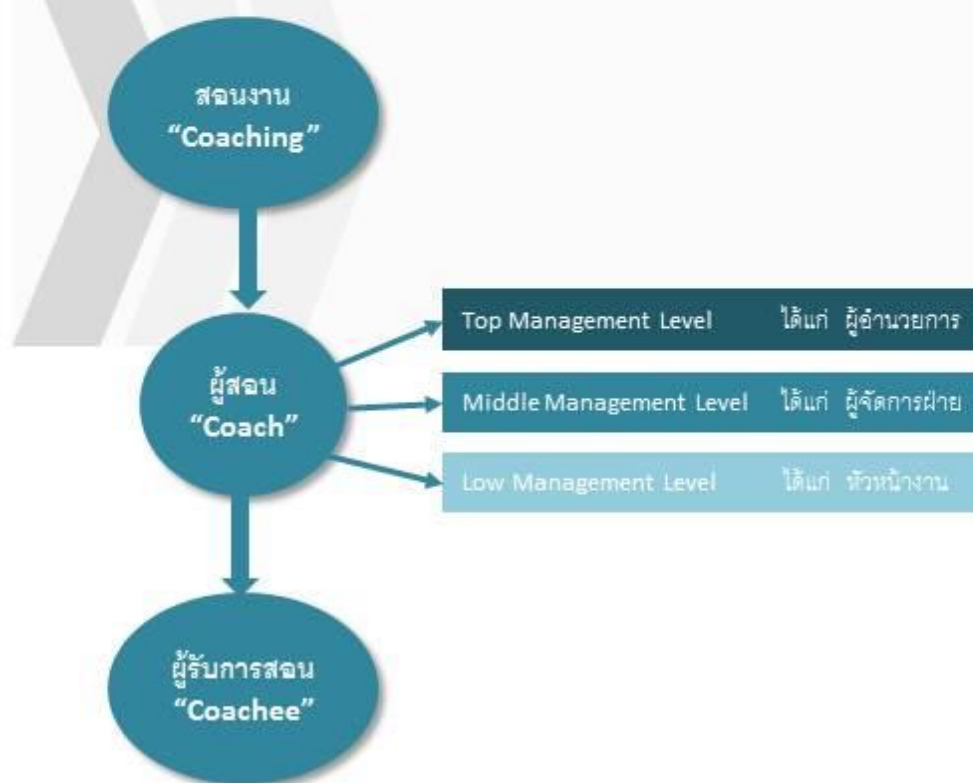 สอนงาน
“Coaching”
ผู้สอน
“Coach”
Top Management Level ได้แก่ ผู้อำนวยการ
Middle Management Level ได้แก่ ผู้จัดการฝ่าย
Low Management Level ได้แก่ หัวหน้างาน
ผู้รับการสอน
“Coachee”